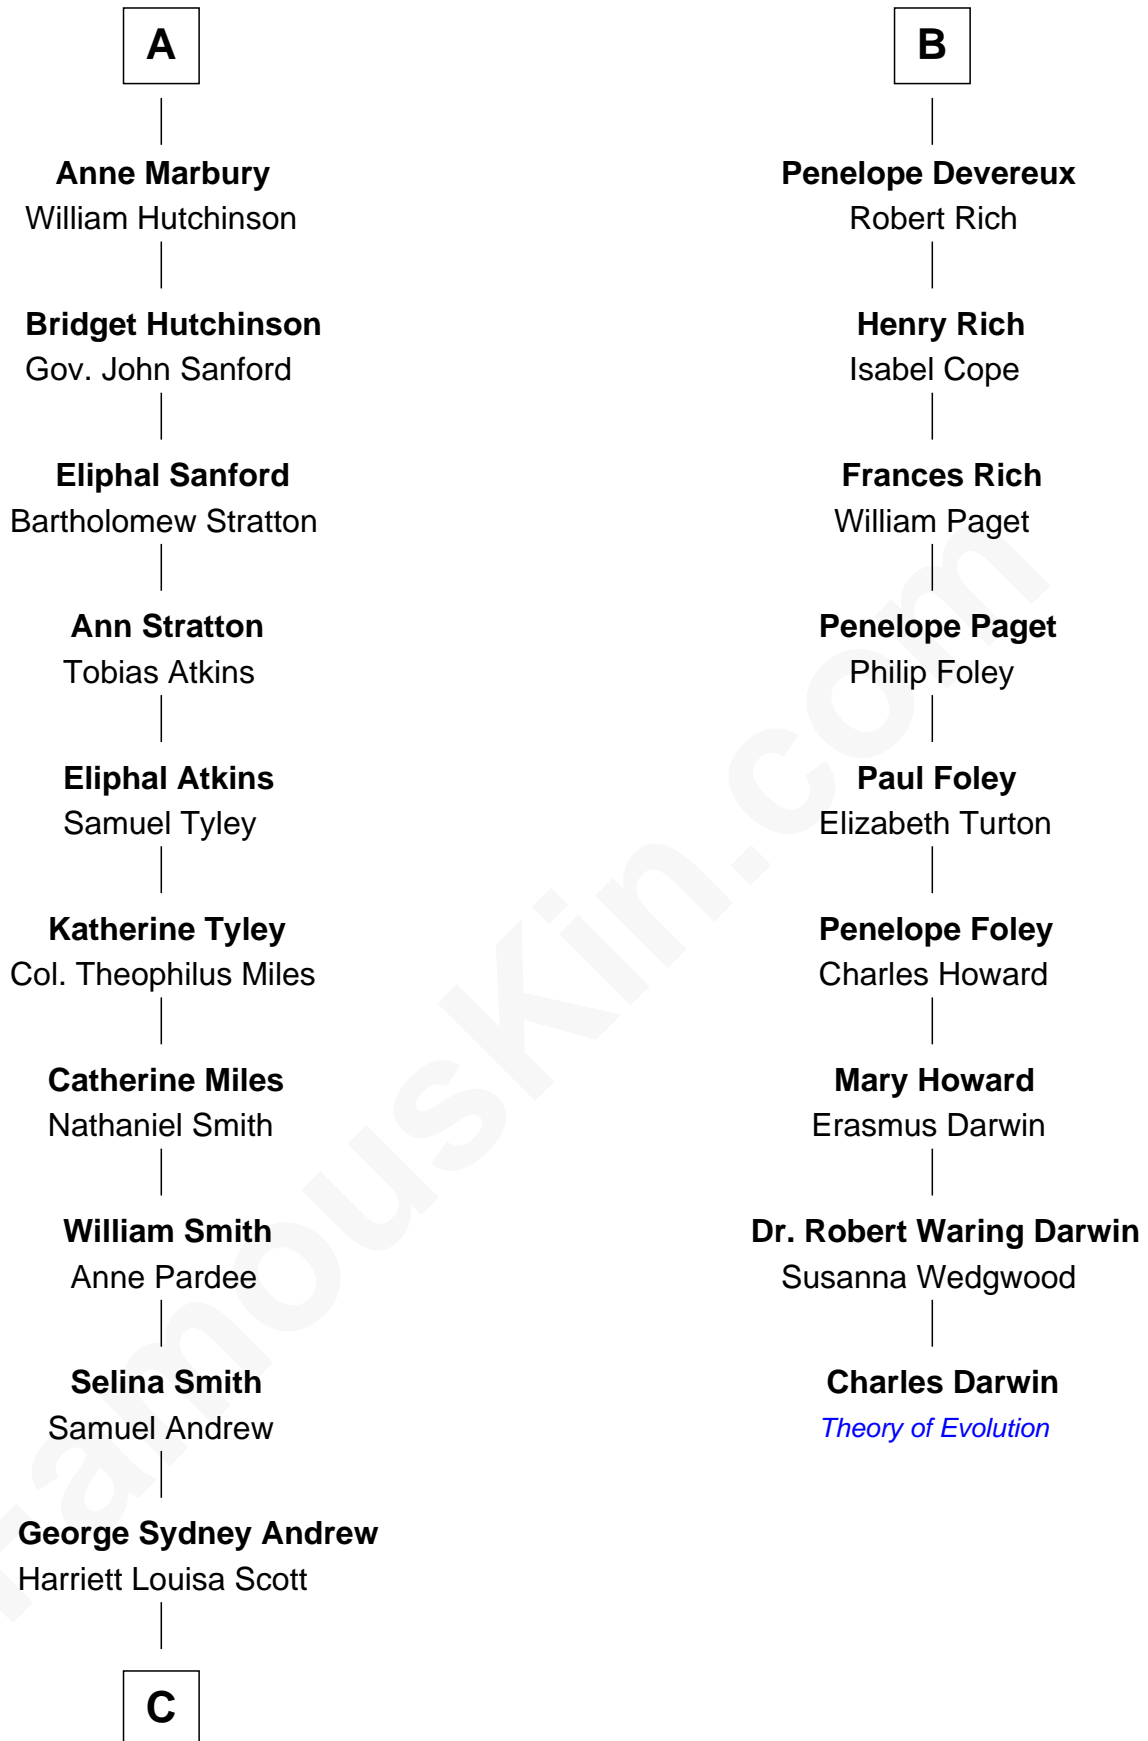 A
Anne Marbury
William Hutchinson
Bridget Hutchinson
Gov. John Sanford
Eliphal Sanford
Bartholomew Stratton
Ann Stratton
Tobias Atkins
Eliphal Atkins
Samuel Tyley
Katherine Tyley
Col. Theophilus Miles
Catherine Miles
Nathaniel Smith
William Smith
Anne Pardee
Selina Smith
Samuel Andrew
George Sydney Andrew
Harriett Louisa Scott
C
B
Penelope Devereux
Robert Rich
Henry Rich
Isabel Cope
Frances Rich
William Paget
Penelope Paget
Philip Foley
Paul Foley
Elizabeth Turton
Penelope Foley
Charles Howard
Mary Howard
Erasmus Darwin
Dr. Robert Waring Darwin
Susanna Wedgwood
Charles Darwin
Theory of Evolution
FamousKin.com